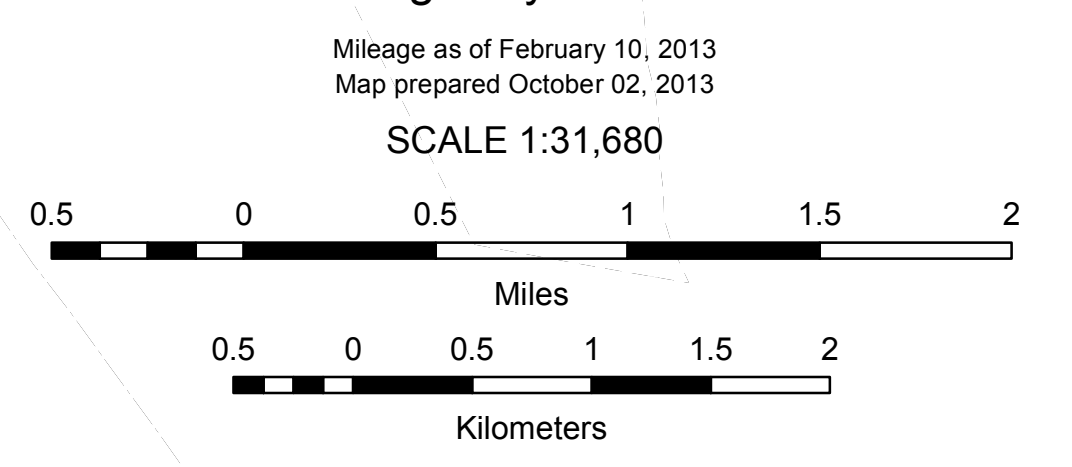 Mileage as of February 10, 2013
Map prepared October 02, 2013
SCALE 1:31,680
0.5 0 0.5 1 1.5 2
Miles
0.5 0 0.5 1 1.5 2
Kilometers